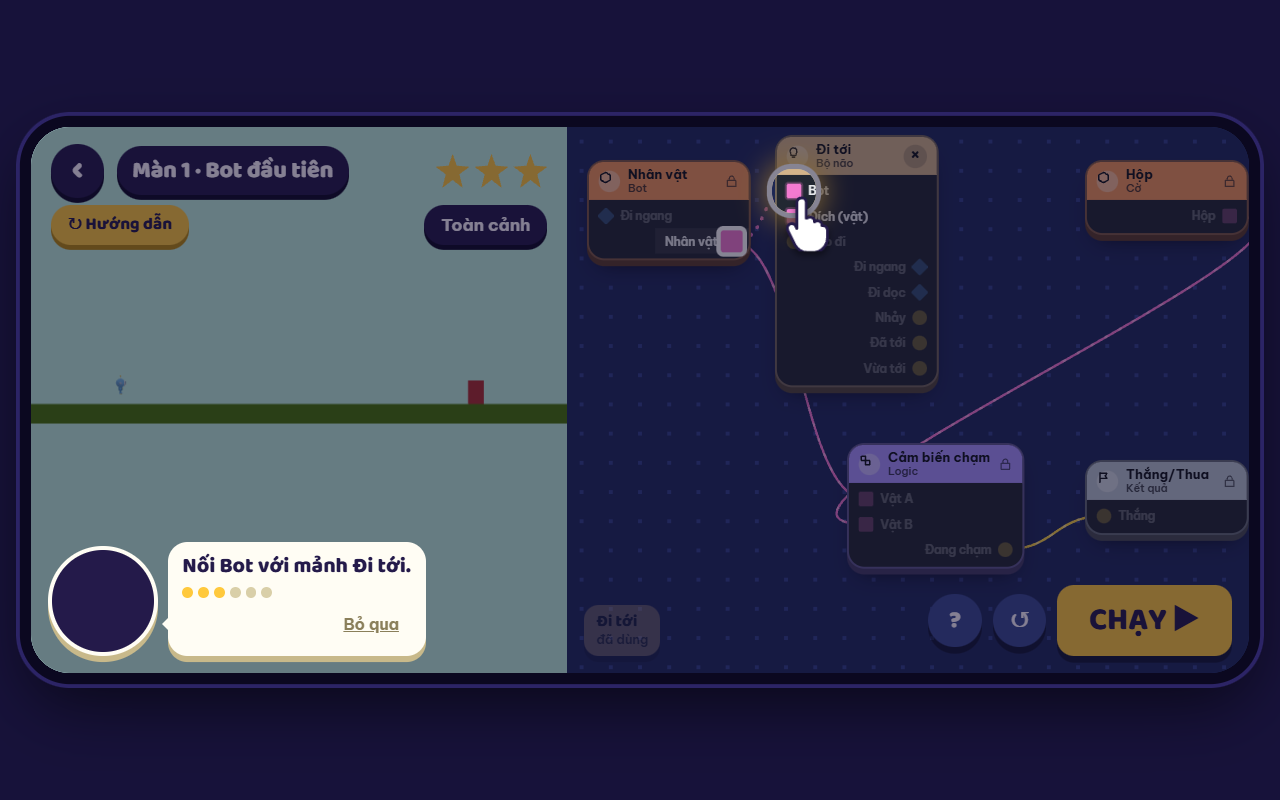 Màn 1 · Bot đầu tiên
↻ Hướng dẫn
Toàn cảnh
Nối Bot với mảnh Đi tới.
Bỏ qua
Nhân vật
Bot
Đi ngang
Nhân vật
Đi tới
Bộ não
Bot
Đích (vật)
đi
Đi ngang
Đi dọc
Nhảy
Đã tới
Vừa tới
Hộp
Cờ
Hộp
Cảm biến chạm
Logic
Vật A
Vật B
Đang chạm
Thắng/Thua
Kết quả
Thắng
Đi tới
đã dùng
?
CHẠY